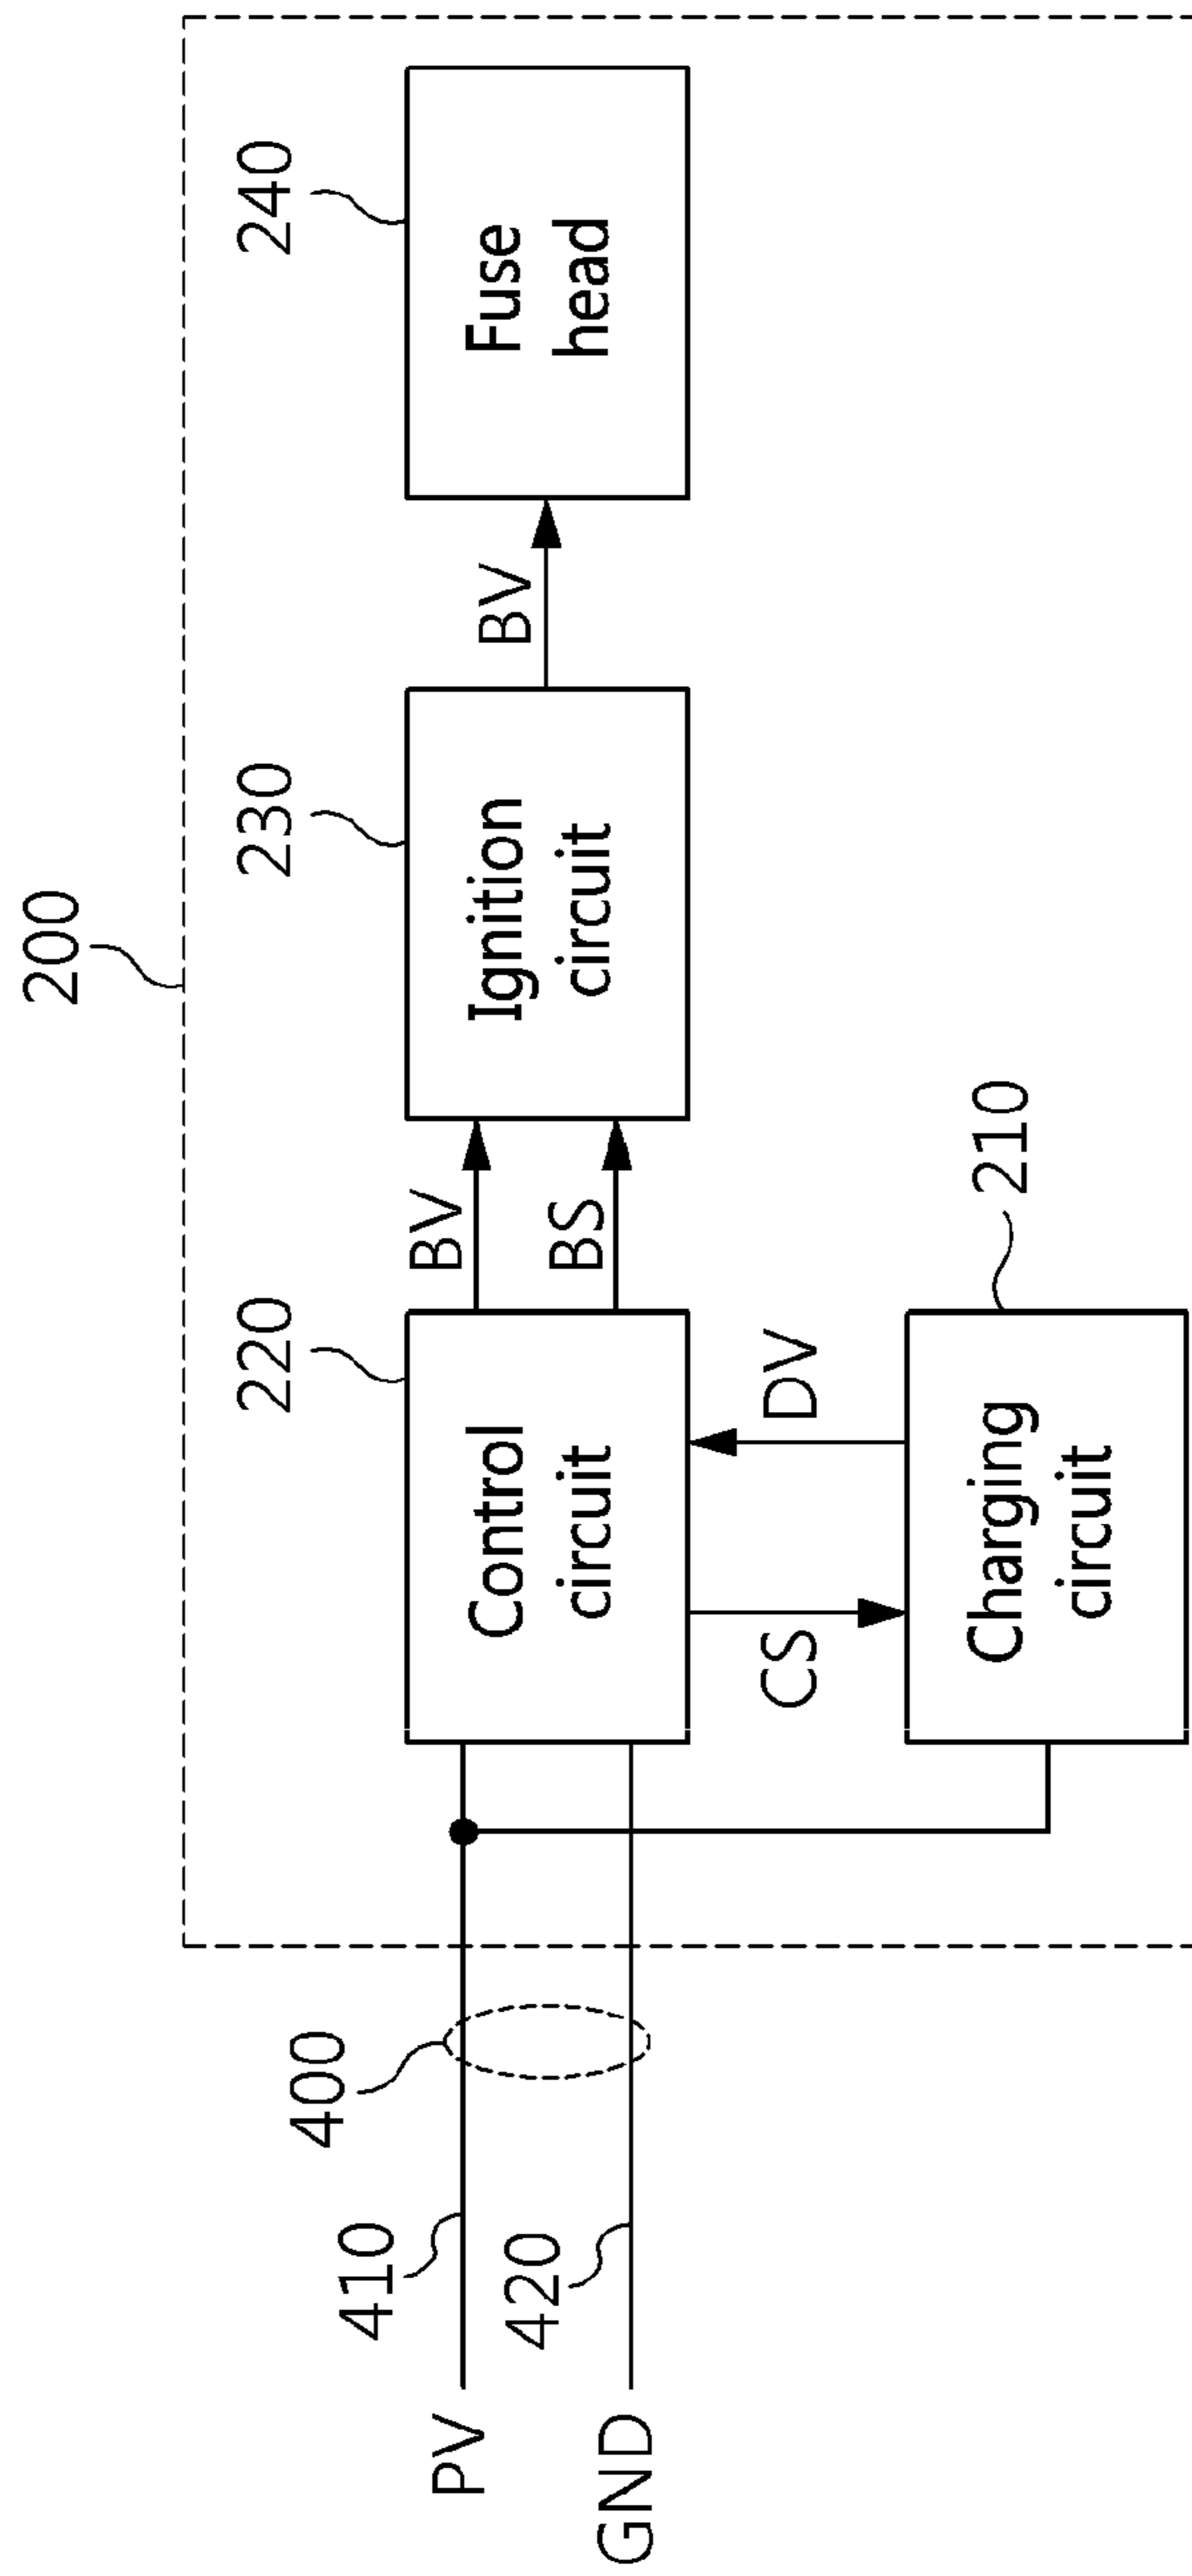 200
220
230
240
400
410
PV
420
GND
Control
circuit
BV
BS
Ignition
circuit
BV
Fuse
head
CS
DV
210
Charging
circuit